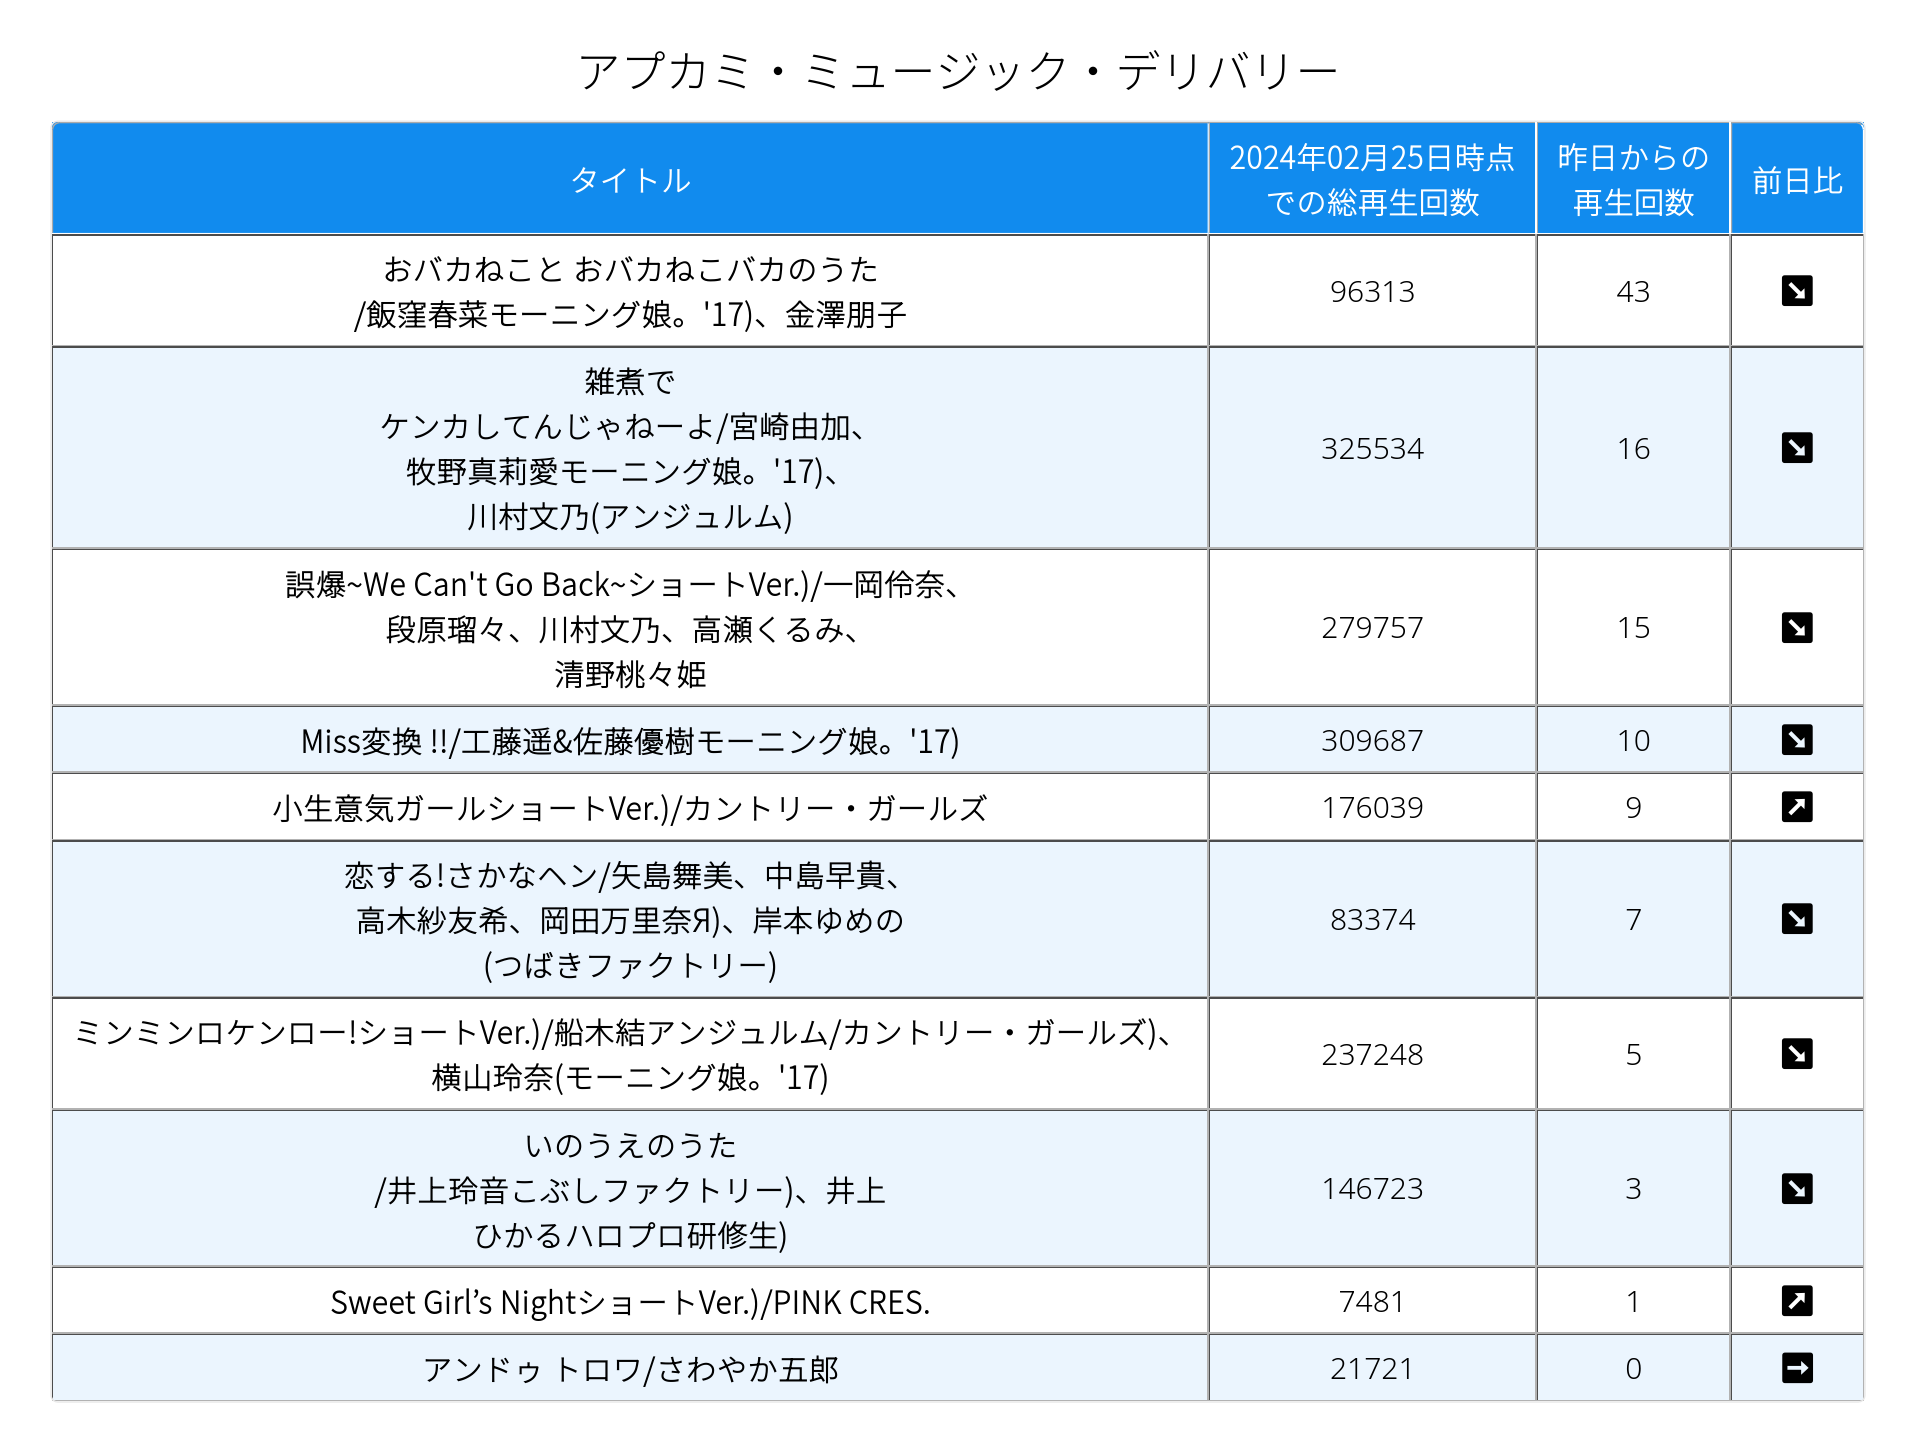 アプカミ・ミュージック・デリバリー
タイトル
2024年02月25日時点
での総再生回数
昨日からの
再生回数
前日比
おバカねこと おバカねこバカのうた
/飯窪春菜モーニング娘。'17)、金澤朋子
96313
43
雑煮で
ケンカしてんじゃねーよ/宮崎由加、
牧野真莉愛モーニング娘。'17)、
川村文乃(アンジュルム)
325534
16
誤爆~We Can't Go Back~ショートVer.)/一岡伶奈、
段原瑠々、川村文乃、高瀬くるみ、
清野桃々姫
279757
15
Miss変換 !!/工藤遥&佐藤優樹モーニング娘。'17)
309687
10
小生意気ガールショートVer.)/カントリー・ガールズ
176039
9
恋する!さかなヘン/矢島舞美、中島早貴、
高木紗友希、岡田万里奈Я)、岸本ゆめの
(つばきファクトリー)
83374
7
ミンミンロケンロー!ショートVer.)/船木結アンジュルム/カントリー・ガールズ)、
横山玲奈(モーニング娘。'17)
237248
5
いのうえのうた
/井上玲音こぶしファクトリー)、井上
ひかるハロプロ研修生)
146723
3
Sweet Girl’s NightショートVer.)/PINK CRES.
7481
1
アンドゥ トロワ/さわやか五郎
21721
0